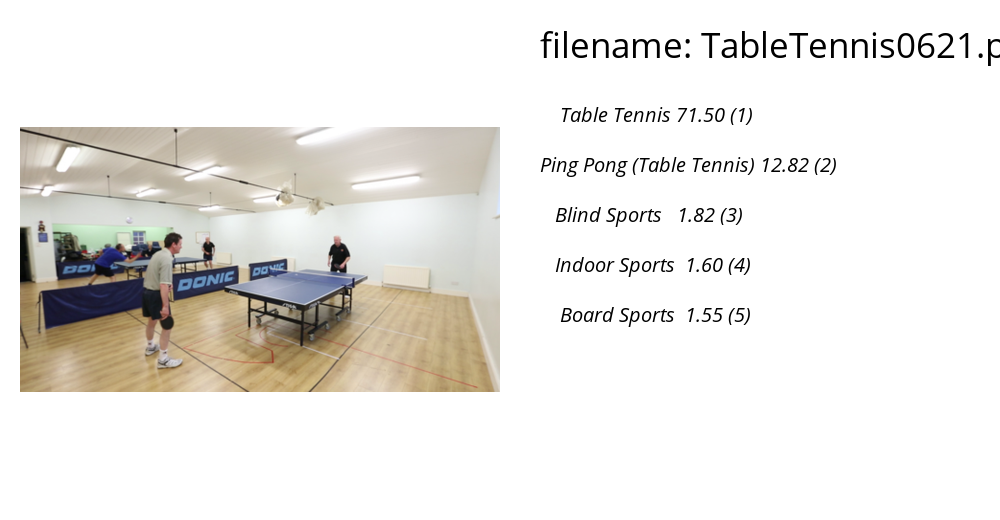 filename: TableTennis0621.p
Table Tennis 71.50 (1)
Ping Pong (Table Tennis) 12.82 (2)
Blind Sports 1.82 (3)
Indoor Sports 1.60 (4)
Board Sports 1.55 (5)
DONIC
DONIC
DONIC